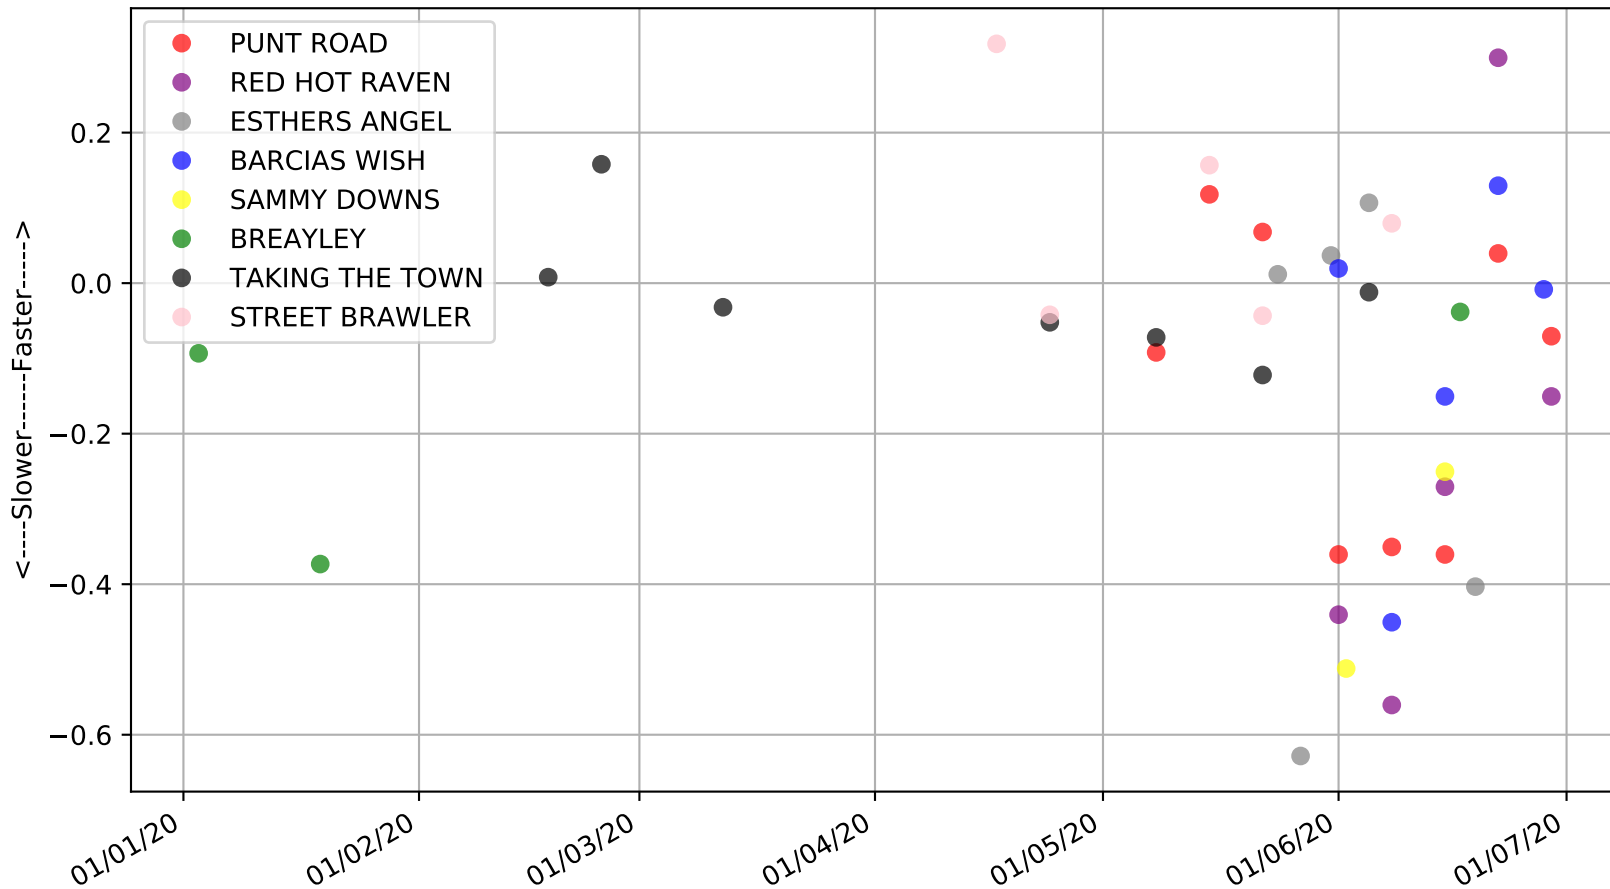 PUNT ROAD
RED HOT RAVEN
ESTHERS ANGEL
BARCIAS WISH
SAMMY DOWNS
BREAYLEY
TAKING THE TOWN
STREET BRAWLER
<----Slower------Faster----->
0.2
0.0
−0.2
−0.4
−0.6
01/01/20
01/02/20
01/03/20
01/04/20
01/05/20
01/06/20
01/07/20